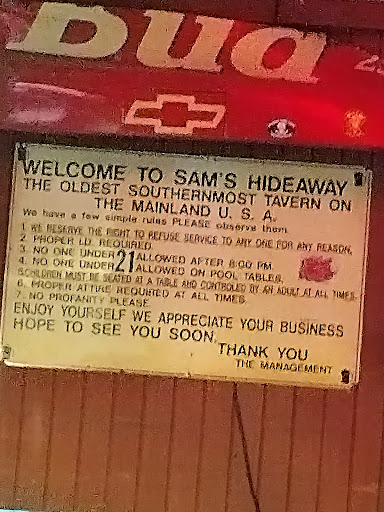 Dua
WELCOME TO SAM'S HIDEAWAY
THE OLDEST SOUTHERNMOST TAVERN ON
THE MAINLAND U. S. A.
We have a few simple rules PLEASE observe them
1. WE RESERVE THE RIGHT TO REFUSE SERVICE TO ANY ONE FOR ANY REASON.
2. PROPER I.D. REQUIRED.
3. NO ONE UNDER 21 ALLOWED AFTER 8:00 PM.
4. NO ONE UNDER 21 ALLOWED ON POOL TABLES.
5. CHILDREN MUST BE SEATED AT A TABLE AND CONTROLED BY AN ADULT AT ALL TIMES.
6. PROPER ATTIRE REQUIRED AT ALL TIMES.
7. NO PROFANITY PLEASE.
ENJOY YOURSELF WE APPRECIATE YOUR BUSINESS
HOPE TO SEE YOU SOON.
THANK YOU
THE MANAGEMENT